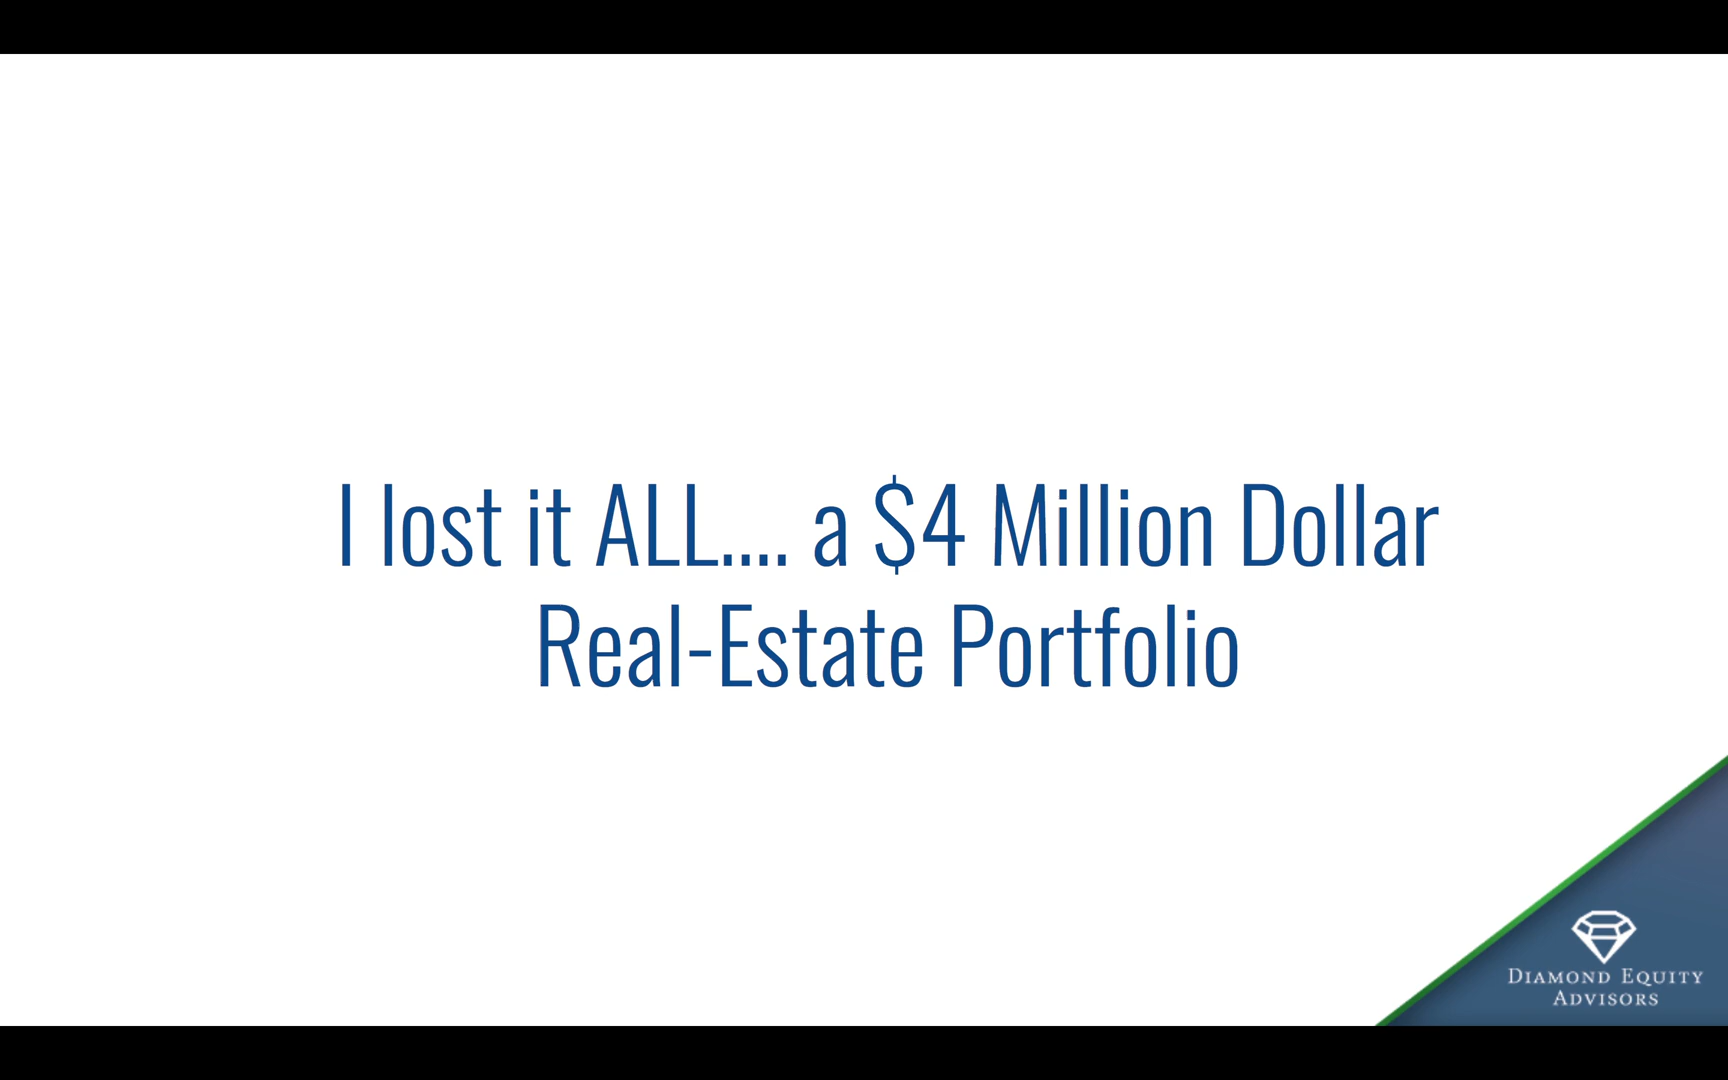 I lost it ALL.... a $4 Million Dollar
Real-Estate Portfolio
DIAMOND EQUITY
ADVISORS